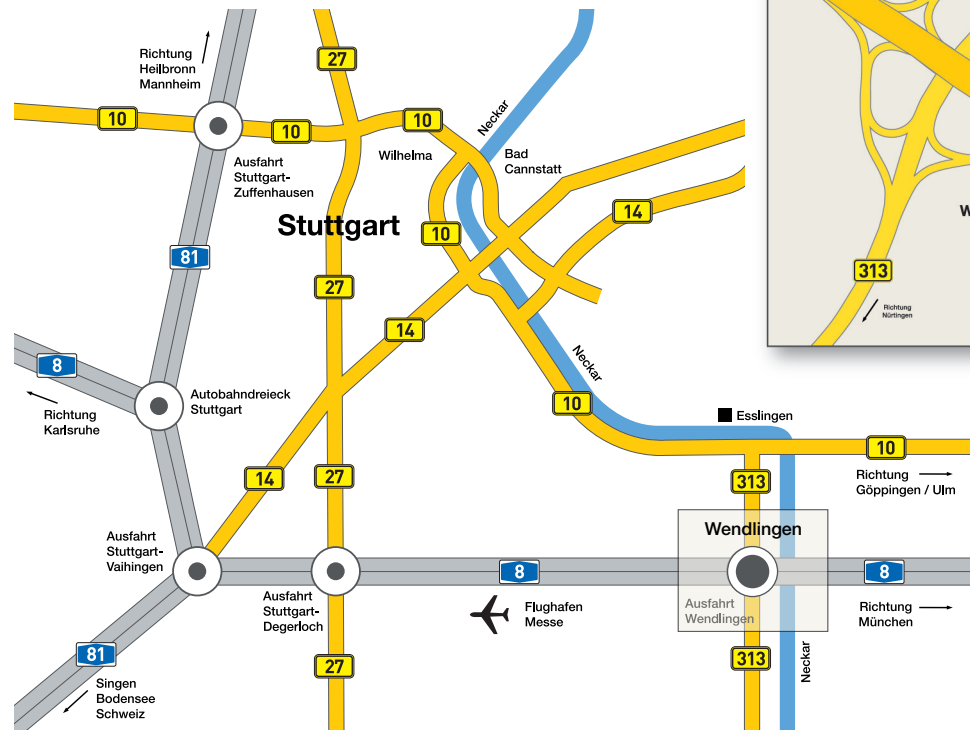 Richtung
Heilbronn
Mannheim
27
10
10
10
Neckar
Wilhelma
Bad
Cannstatt
Ausfahrt
Stuttgart-
Zuffenhausen
Stuttgart
14
10
81
27
14
313
Richtung
Nürtingen
W
8
Richtung
Karlsruhe
Autobahndreieck
Stuttgart
Neckar
10
Esslingen
10
Richtung
Göppingen / Ulm
14
27
313
Wendlingen
Ausfahrt
Stuttgart-
Vaihingen
Ausfahrt
Stuttgart-
Degerloch
8
Flughafen
Messe
Ausfahrt
Wendlingen
8
Richtung
München
81
Singen
Bodensee
Schweiz
27
313
Neckar